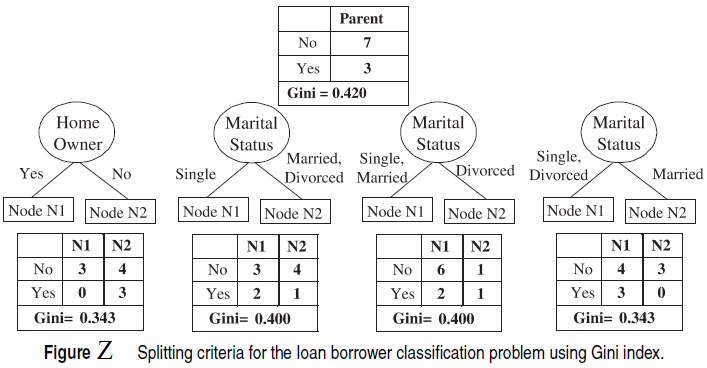 Parent
No 7
Yes 3
Gini = 0.420
Home
Owner
Yes
No
Node N1
Node N2
N1 N2
No 3 4
Yes 0 3
Gini= 0.343
Marital
Status
Single
Married,
Divorced
Node N1
Node N2
N1 N2
No 3 4
Yes 2 1
Gini= 0.400
Marital
Status
Single,
Married
Divorced
Node N1
Node N2
N1 N2
No 6 1
Yes 2 1
Gini= 0.400
Marital
Status
Single,
Divorced
Married
Node N1
Node N2
N1 N2
No 4 3
Yes 3 0
Gini= 0.343
Figure Z Splitting criteria for the loan borrower classification problem using Gini index.